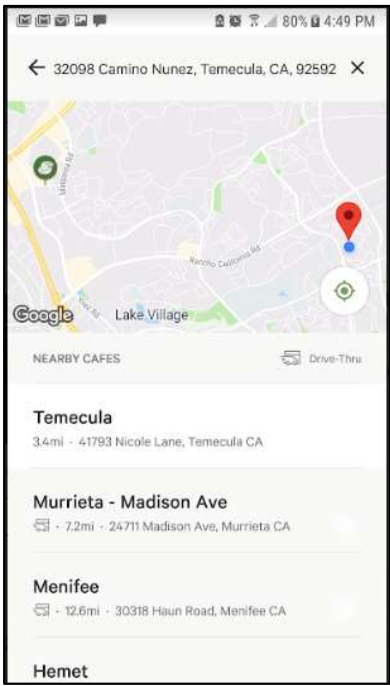 80% 4:49 PM
32098 Camino Nunez, Temecula, CA, 92592
Rancho California Rd
Ynez Rd
Google
Lake Village
NEARBY CAFES
Drive-Thru
Temecula
3.4mi - 41793 Nicole Lane, Temecula CA
Murrieta - Madison Ave
· 7.2mi - 24711 Madison Ave, Murrieta CA
Menifee
· 12.6mi - 30318 Haun Road, Menifee CA
Hemet